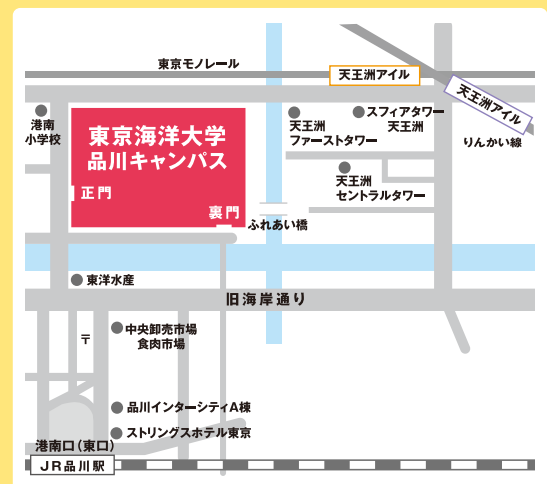 東京モノレール
天王洲アイル
天王洲アイル
りんかい線
港南
小学校
東京海洋大学
品川キャンパス
正門
裏門
天王洲
ファーストタワー
スフィアタワー
天王洲
天王洲
セントラルタワー
ふれあい橋
東洋水産
旧海岸通り
〒
中央卸売市場
食肉市場
品川インターシティA棟
ストリングスホテル東京
港南口(東口)
JR品川駅